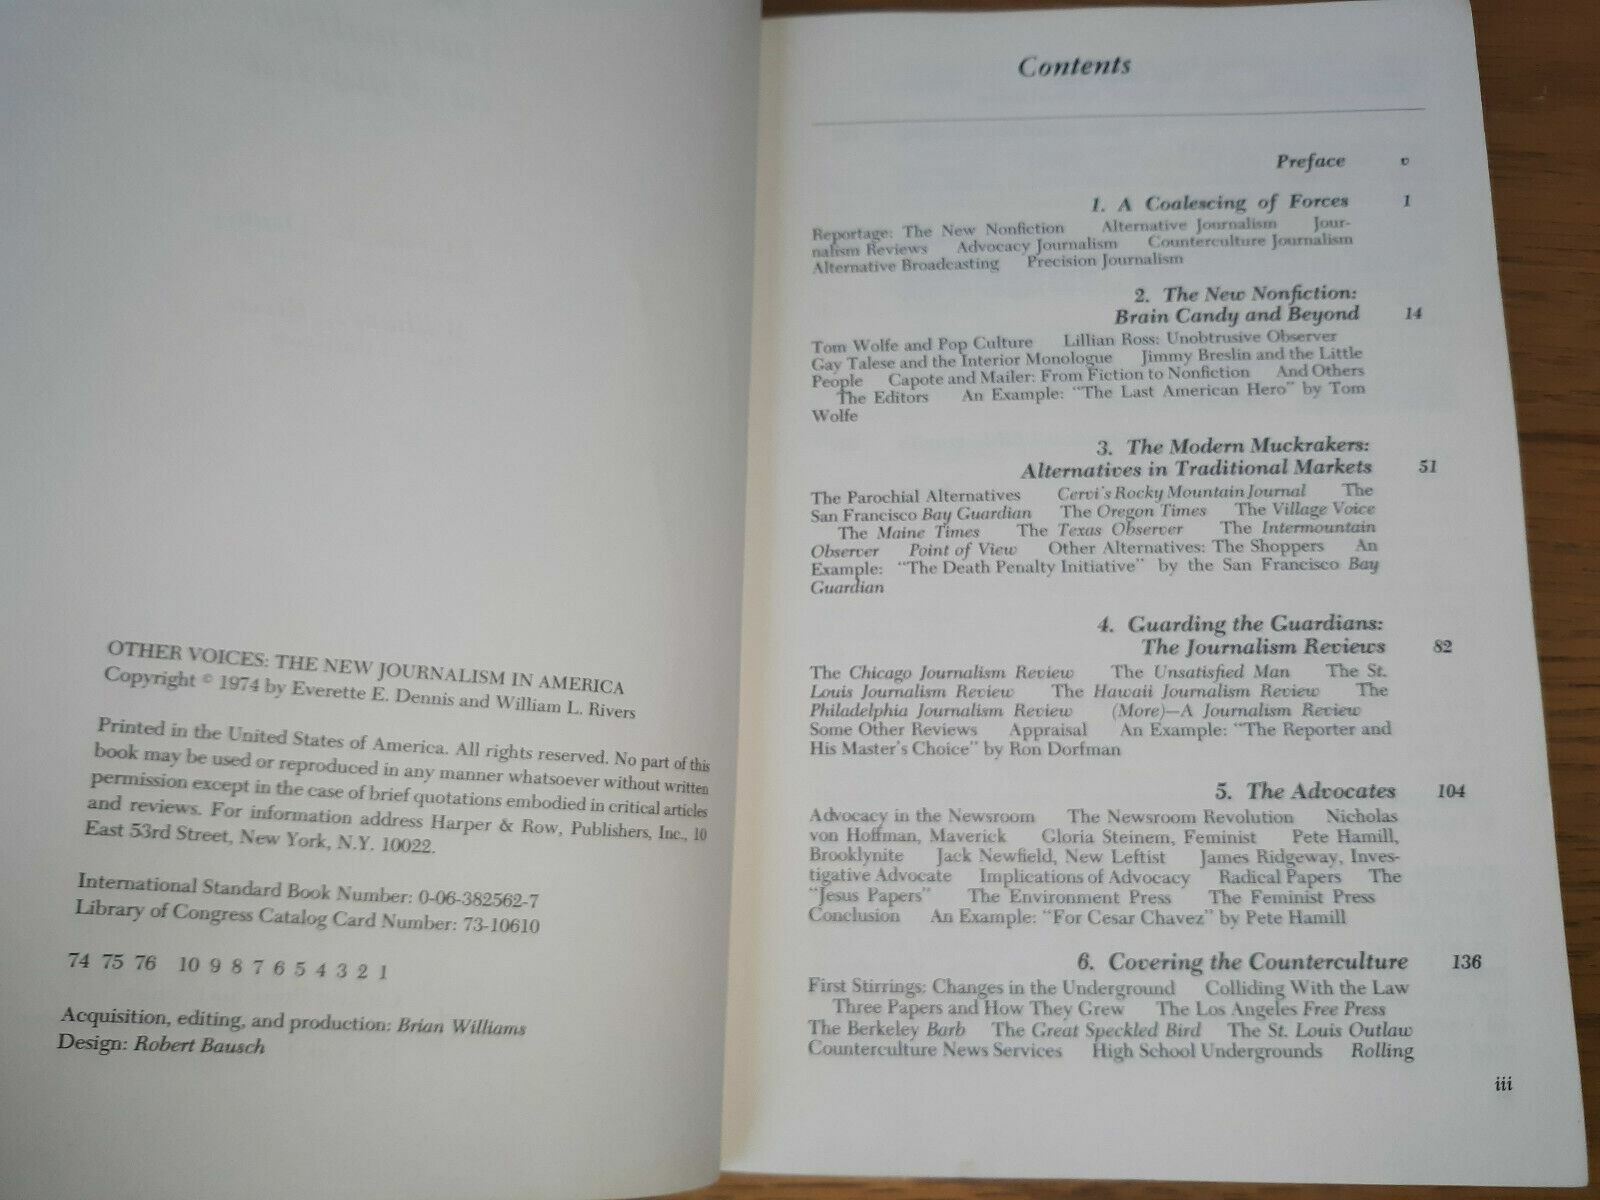 OTHER VOICES: THE NEW JOURNALISM IN AMERICA
Copyright © 1974 by Everette E. Dennis and William L. Rivers
Printed in the United States of America. All rights reserved. No part of this
book may be used or reproduced in any manner whatsoever without written
permission except in the case of brief quotations embodied in critical articles
and reviews. For information address Harper & Row, Publishers, Inc., 10
East 53rd Street, New York, N.Y. 10022.
International Standard Book Number: 0-06-382562-7
Library of Congress Catalog Card Number: 73-10610
74 75 76 10 9 8 7 6 5 4 3 2 1
Acquisition, editing, and production: Brian Williams
Design: Robert Bausch
Contents
Preface v
1. A Coalescing of Forces 1
Reportage: The New Nonfiction Alternative Journalism Jour-
nalism Reviews Advocacy Journalism Counterculture Journalism
Alternative Broadcasting Precision Journalism
2. The New Nonfiction:
Brain Candy and Beyond 14
Tom Wolfe and Pop Culture Lillian Ross: Unobtrusive Observer
Gay Talese and the Interior Monologue Jimmy Breslin and the Little
People Capote and Mailer: From Fiction to Nonfiction And Others
The Editors An Example: "The Last American Hero" by Tom
Wolfe
3. The Modern Muckrakers:
Alternatives in Traditional Markets 51
The Parochial Alternatives Cervi's Rocky Mountain Journal The
San Francisco Bay Guardian The Oregon Times The Village Voice
The Maine Times The Texas Observer The Intermountain
Observer Point of View Other Alternatives: The Shoppers An
Example: "The Death Penalty Initiative" by the San Francisco Bay
Guardian
4. Guarding the Guardians:
The Journalism Reviews 82
The Chicago Journalism Review The Unsatisfied Man The St.
Louis Journalism Review The Hawaii Journalism Review The
Philadelphia Journalism Review (More)—A Journalism Review
Some Other Reviews Appraisal An Example: "The Reporter and
His Master's Choice" by Ron Dorfman
5. The Advocates 104
Advocacy in the Newsroom The Newsroom Revolution Nicholas
von Hoffman, Maverick Gloria Steinem, Feminist Pete Hamill,
Brooklynite Jack Newfield, New Leftist James Ridgeway, Inves-
tigative Advocate Implications of Advocacy Radical Papers The
"Jesus Papers" The Environment Press The Feminist Press
Conclusion An Example: "For Cesar Chavez" by Pete Hamill
6. Covering the Counterculture 136
First Stirrings: Changes in the Underground Colliding With the Law
Three Papers and How They Grew The Los Angeles Free Press
The Berkeley Barb The Great Speckled Bird The St. Louis Outlaw
Counterculture News Services High School Undergrounds Rolling
iii